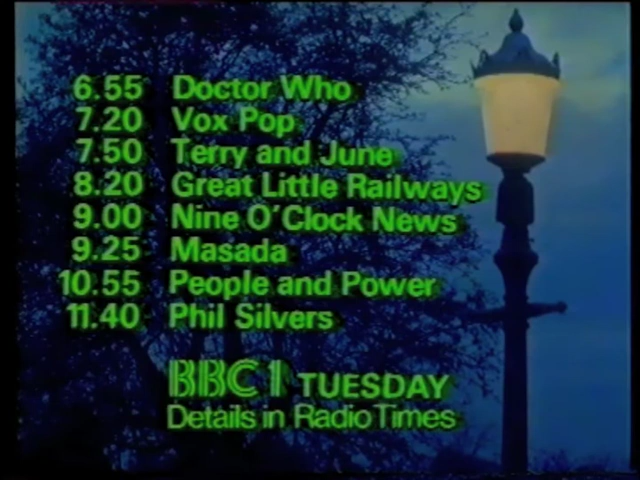 6.55 Doctor Who
7.20 Vox Pop
7.50 Terry and June
8.20 Great Little Railways
9.00 Nine O'Clock News
9.25 Masada
10.55 People and Power
11.40 Phil Silvers
BBC1 TUESDAY
Details in Radio Times